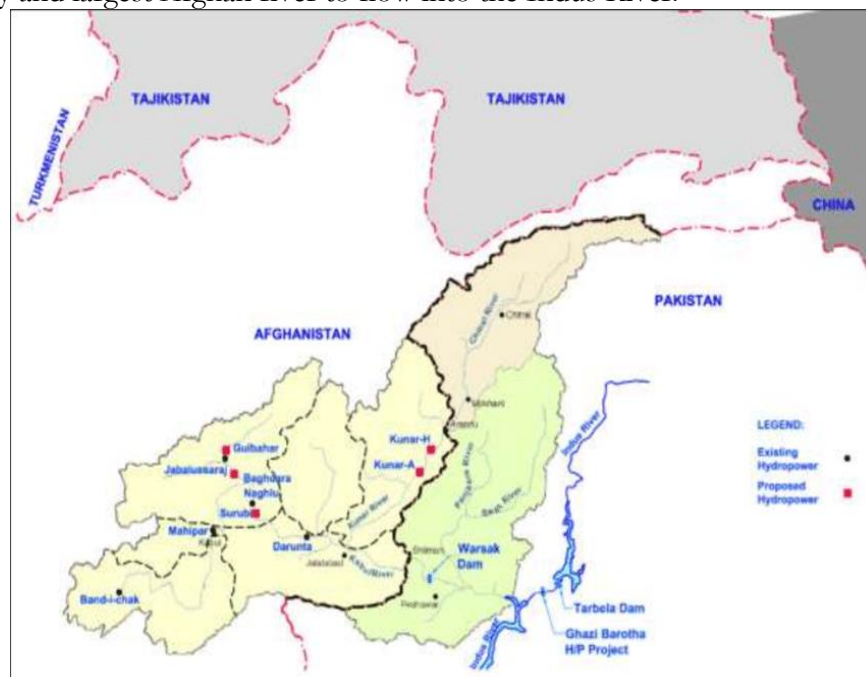 y and largest Afghan river to flow into the Indus River.
TAJIKISTAN
TAJIKISTAN
TURKMENISTAN
CHINA
PAKISTAN
AFGHANISTAN
Chitral River
Chitral
Indus River
LEGEND:
Existing
Hydropower
Proposed
Hydropower
Gulbahar
Jabalussaraj
Baghdara
Naghlu
Surubi
Kunar-H
Kunar-A
Kunar River
Swat River
Mahipar
Kabul
Darunta
Jalalabad
Kabul River
Warsak
Dam
Peshawar
Band-i-chak
Tarbela Dam
Ghazi Barotha
H/P Project
Indus River